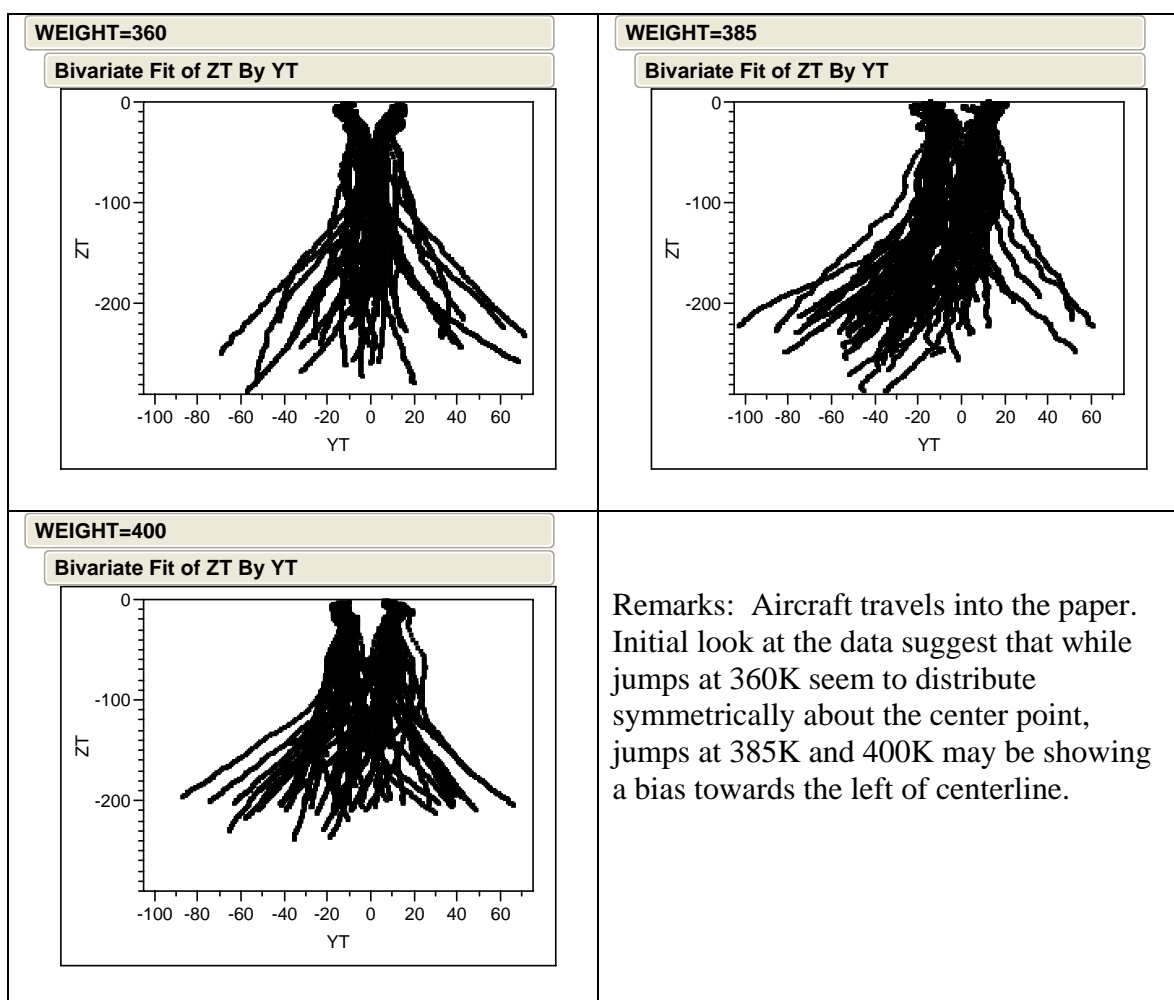 WEIGHT=360
Bivariate Fit of ZT By YT
0
-100
-200
ZT
-100 -80 -60 -40 -20 0 20 40 60
YT
WEIGHT=385
Bivariate Fit of ZT By YT
0
-100
-200
ZT
-100 -80 -60 -40 -20 0 20 40 60
YT
WEIGHT=400
Bivariate Fit of ZT By YT
0
-100
-200
ZT
-100 -80 -60 -40 -20 0 20 40 60
YT
Remarks: Aircraft travels into the paper.
Initial look at the data suggest that while
jumps at 360K seem to distribute
symmetrically about the center point,
jumps at 385K and 400K may be showing
a bias towards the left of centerline.